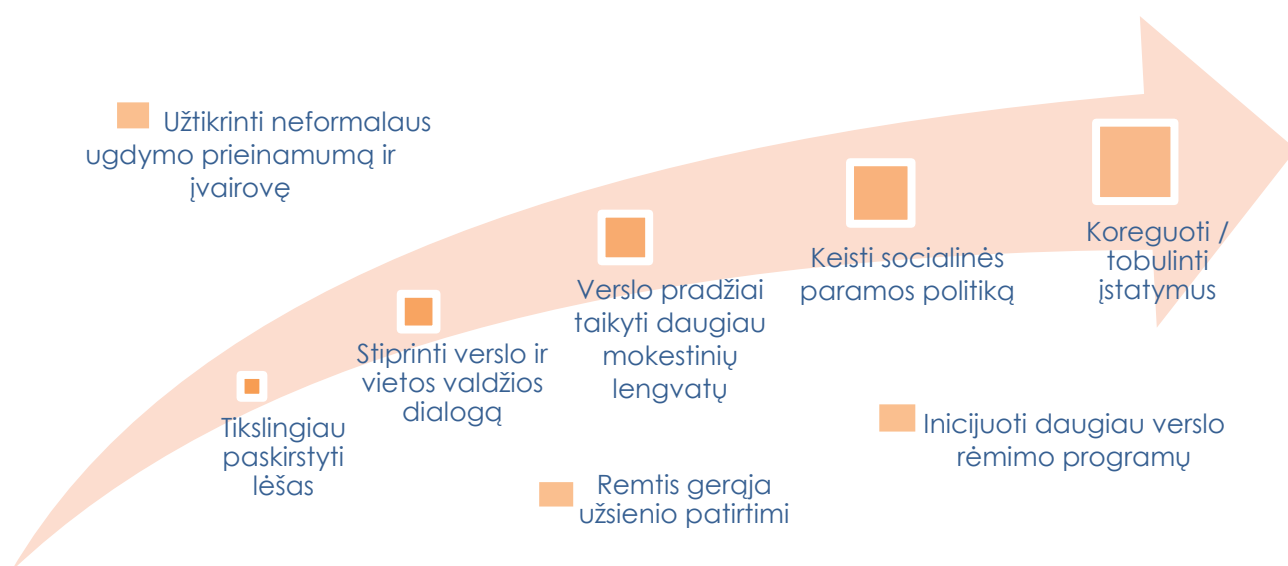 Užtikrinti neformalaus
ugdymo prieinamumą ir
įvairovę
Tikslingiau
paskirstyti
lėšas
Stiprinti verslo ir
vietos valdžios
dialogą
Verslo pradžiai
taikyti daugiau
mokestinių
lengvatų
Keisti socialinės
paramos politiką
Koreguoti /
tobulinti
įstatymus
Remtis gerąja
užsienio patirtimi
Inicijuoti daugiau verslo
rėmimo programų